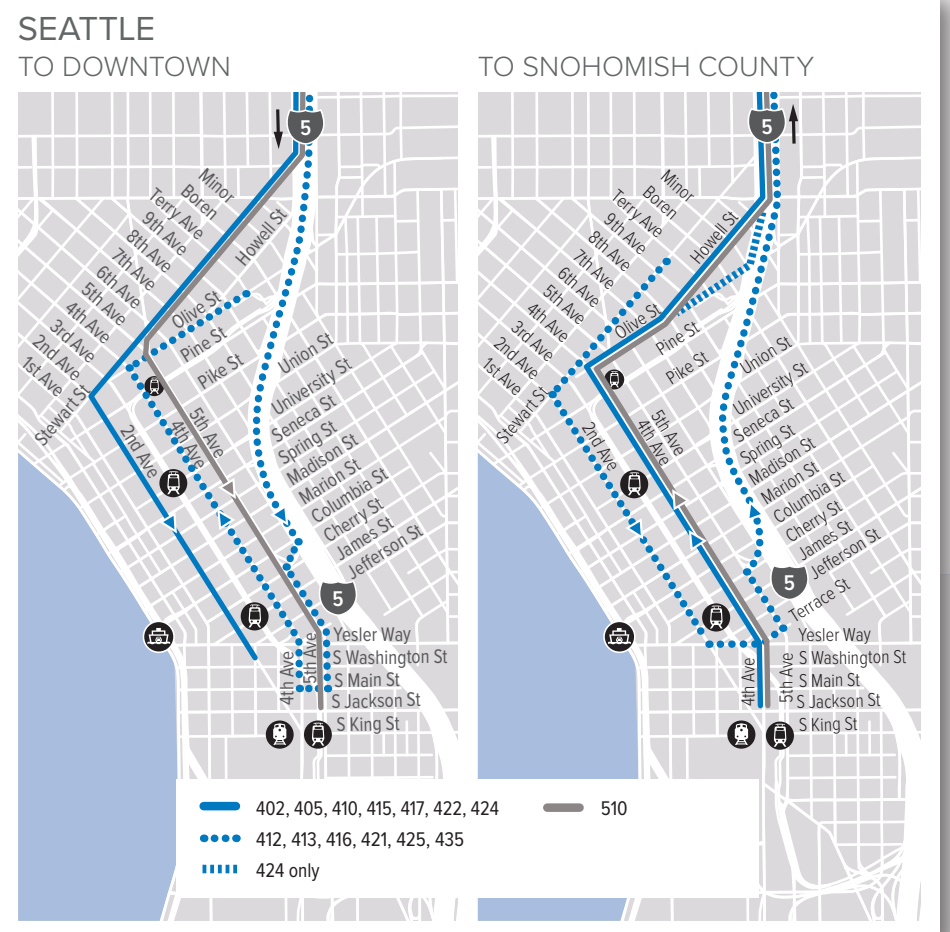 SEATTLE
TO DOWNTOWN
5
Minor
Boren
Terry Ave
9th Ave
8th Ave
7th Ave
6th Ave
5th Ave
4th Ave
3rd Ave
2nd Ave
1st Ave
Stewart St
Howell St
Olive St
Pine St
Pike St
Union St
University St
Seneca St
Spring St
Madison St
Marion St
Columbia St
Cherry St
James St
Jefferson St
2nd Ave
4th Ave
5th Ave
5
Yesler Way
S Washington St
S Main St
S Jackson St
S King St
4th Ave
5th Ave
TO SNOHOMISH COUNTY
5
Minor
Boren
Terry Ave
9th Ave
8th Ave
7th Ave
6th Ave
5th Ave
4th Ave
3rd Ave
2nd Ave
1st Ave
Stewart St
Howell St
Olive St
Pine St
Pike St
Union St
University St
Seneca St
Spring St
Madison St
Marion St
Columbia St
Cherry St
James St
Jefferson St
Terrace St
2nd Ave
4th Ave
5th Ave
5
Yesler Way
S Washington St
S Main St
S Jackson St
S King St
4th Ave
5th Ave
402, 405, 410, 415, 417, 422, 424
510
412, 413, 416, 421, 425, 435
424 only